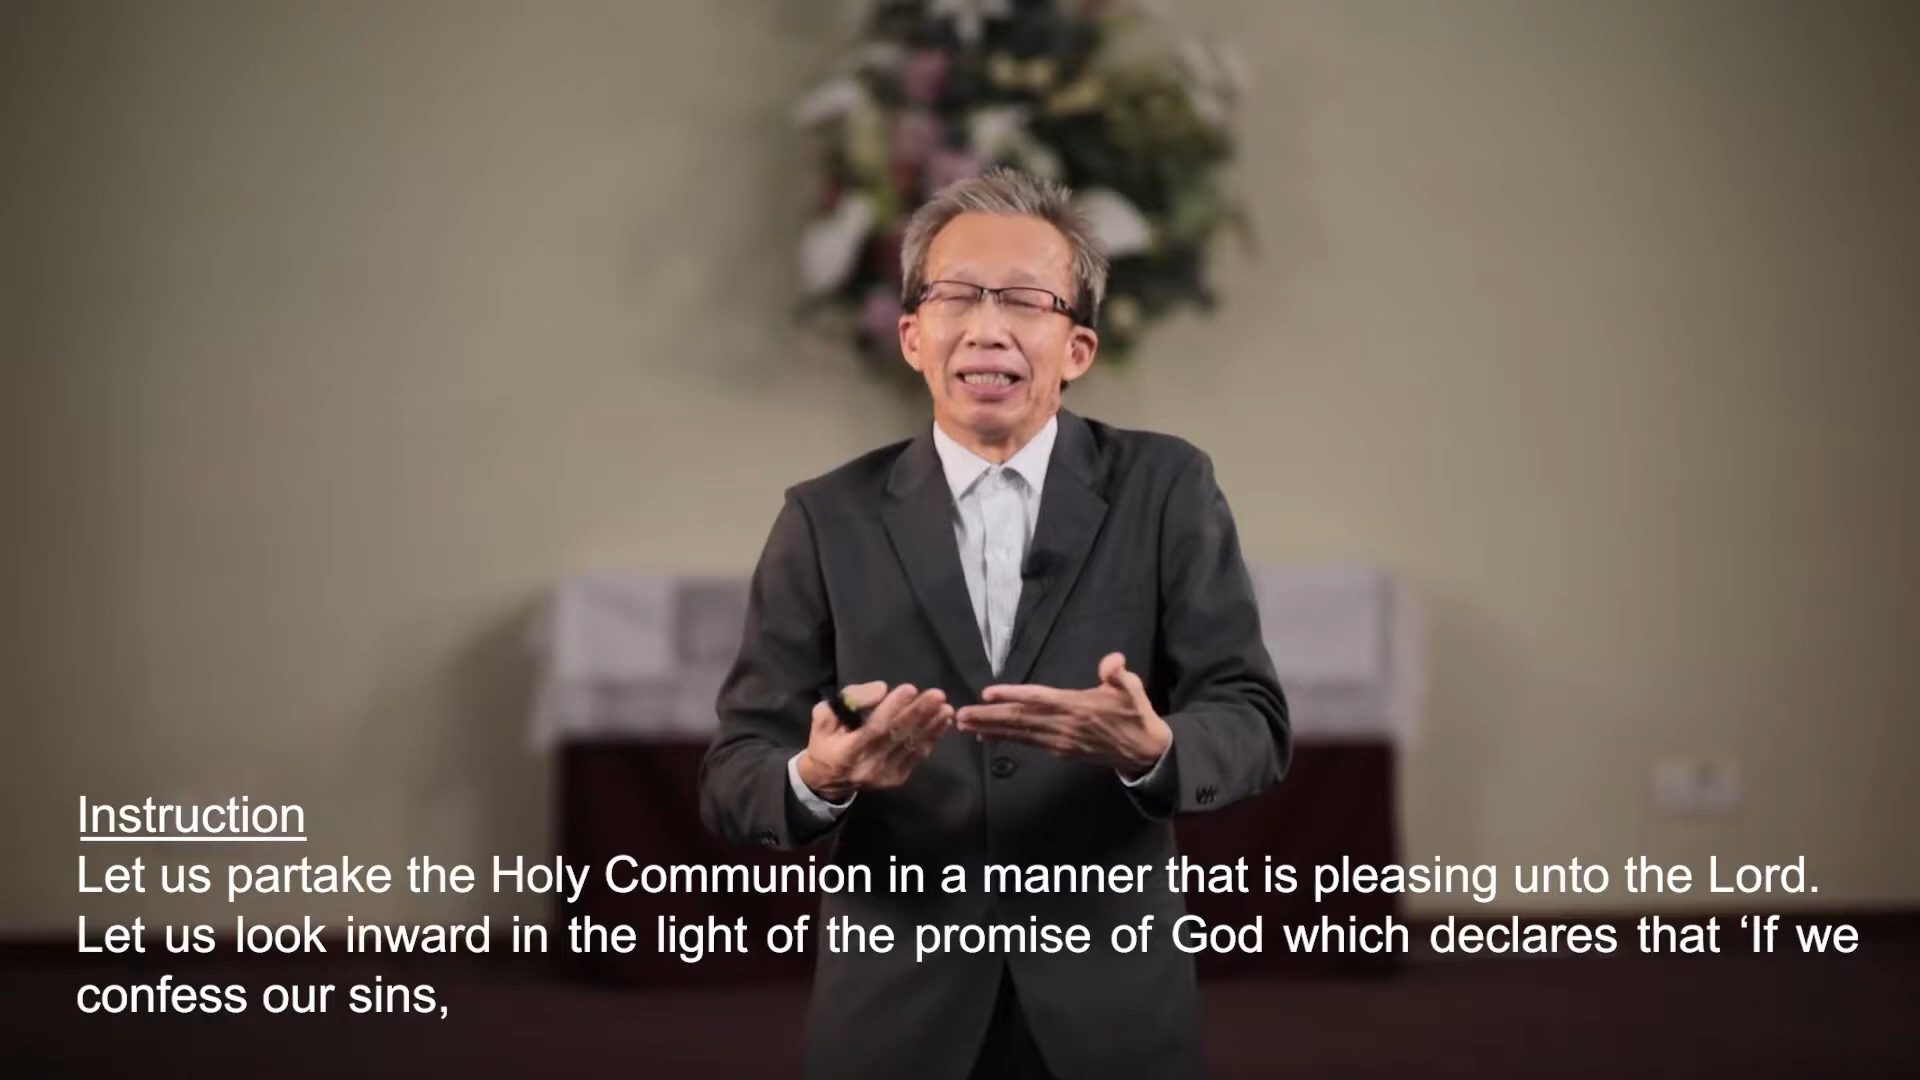 Instruction
Let us partake the Holy Communion in a manner that is pleasing unto the Lord.
Let us look inward in the light of the promise of God which declares that ‘If we
confess our sins,